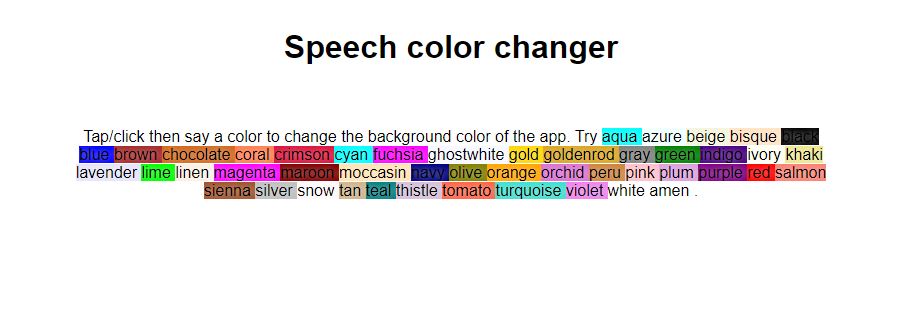 Speech color changer
Tap/click then say a color to change the background color of the app. Try aqua azure beige bisque black
blue brown chocolate coral crimson cyan fuchsia ghostwhite gold goldenrod gray green indigo ivory khaki
lavender lime linen magenta maroon moccasin navy olive orange orchid peru pink plum purple red salmon
sienna silver snow tan teal thistle tomato turquoise violet white amen .